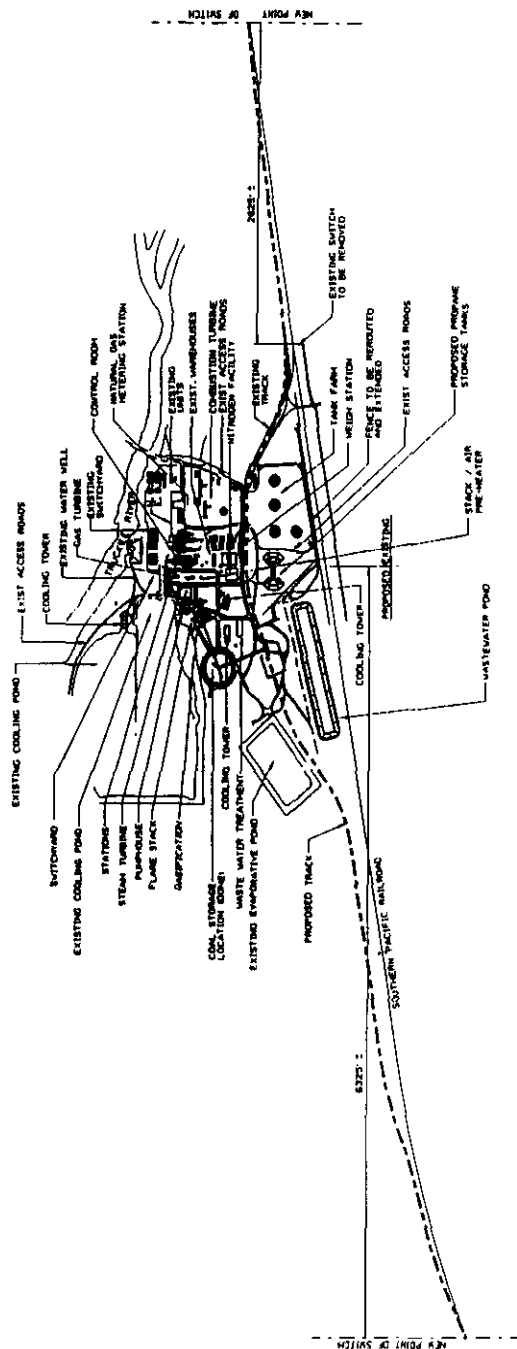 NEW POINT
OF SWITCH
2625' ±
EXISTING SWITCH
TO BE REMOVED
NATURAL GAS
METERING STATION
CONTROL ROOM
EXISTING
UNITS
EXIST. WAREHOUSES
COMBUSTION TURBINE
EXIST ACCESS ROADS
NITROGEN FACILITY
EXISTING
TRACK
TANK FARM
WEIGH STATION
FENCE TO BE REROUTED
AND EXTENDED
EXIST ACCESS ROADS
PROPOSED PROPANE
STORAGE TANKS
STACK / AIR
PRE-HEATER
PROPOSED
EXISTING
COOLING TOWER
WASTEWATER POND
EXIST ACCESS ROADS
COOLING TOWER
EXISTING WATER WELL
GAS TURBINE
EXISTING
SWITCHYARD
TRUCKEE RIVER
EXISTING COOLING POND
SWITCHYARD
EXISTING COOLING POND
STATIONS
STEAM TURBINE
PUMPHOUSE
FLARE STACK
GASIFICATION
COAL STORAGE
LOCATION (DOME)
COOLING TOWER
WASTE WATER TREATMENT
EXISTING EVAPORATIVE POND
PROPOSED TRACK
SOUTHERN PACIFIC RAILROAD
6325' ±
NEW POINT OF SWITCH